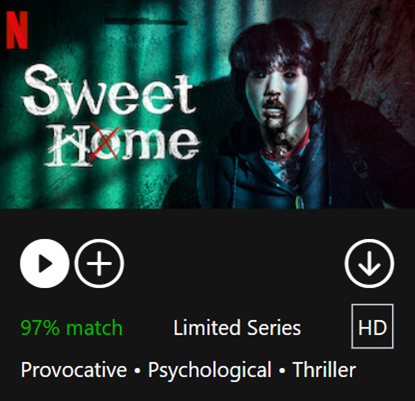 N
Sweet
Home
97% match Limited Series HD
Provocative • Psychological • Thriller